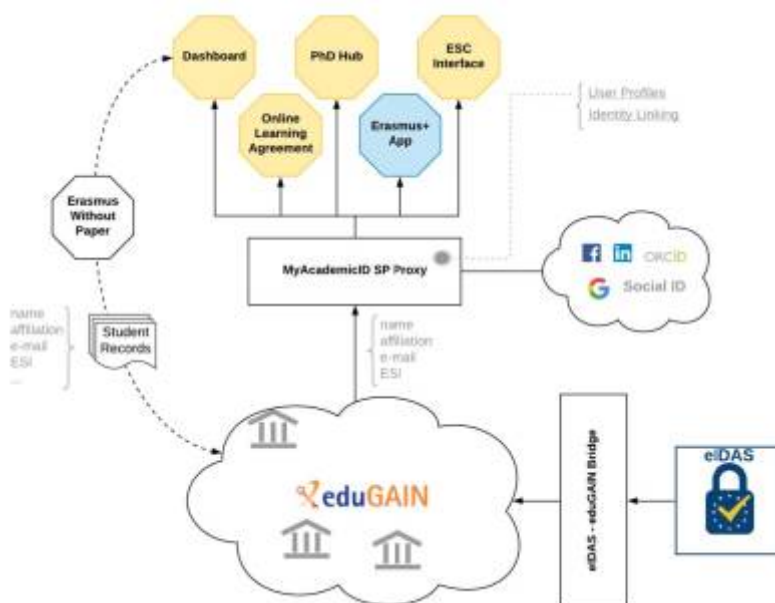 Dashboard
PhD Hub
ESC
Interface
User Profiles
Identity Linking
Online
Learning
Agreement
Erasmus+
App
Erasmus
Without
Paper
MyAcademicID SP Proxy
ORCID
Social ID
name
affiliation
e-mail
ESI
...
Student
Records
name
affiliation
e-mail
ESI
eduGAIN
eIDAS - eduGAIN Bridge
eIDAS